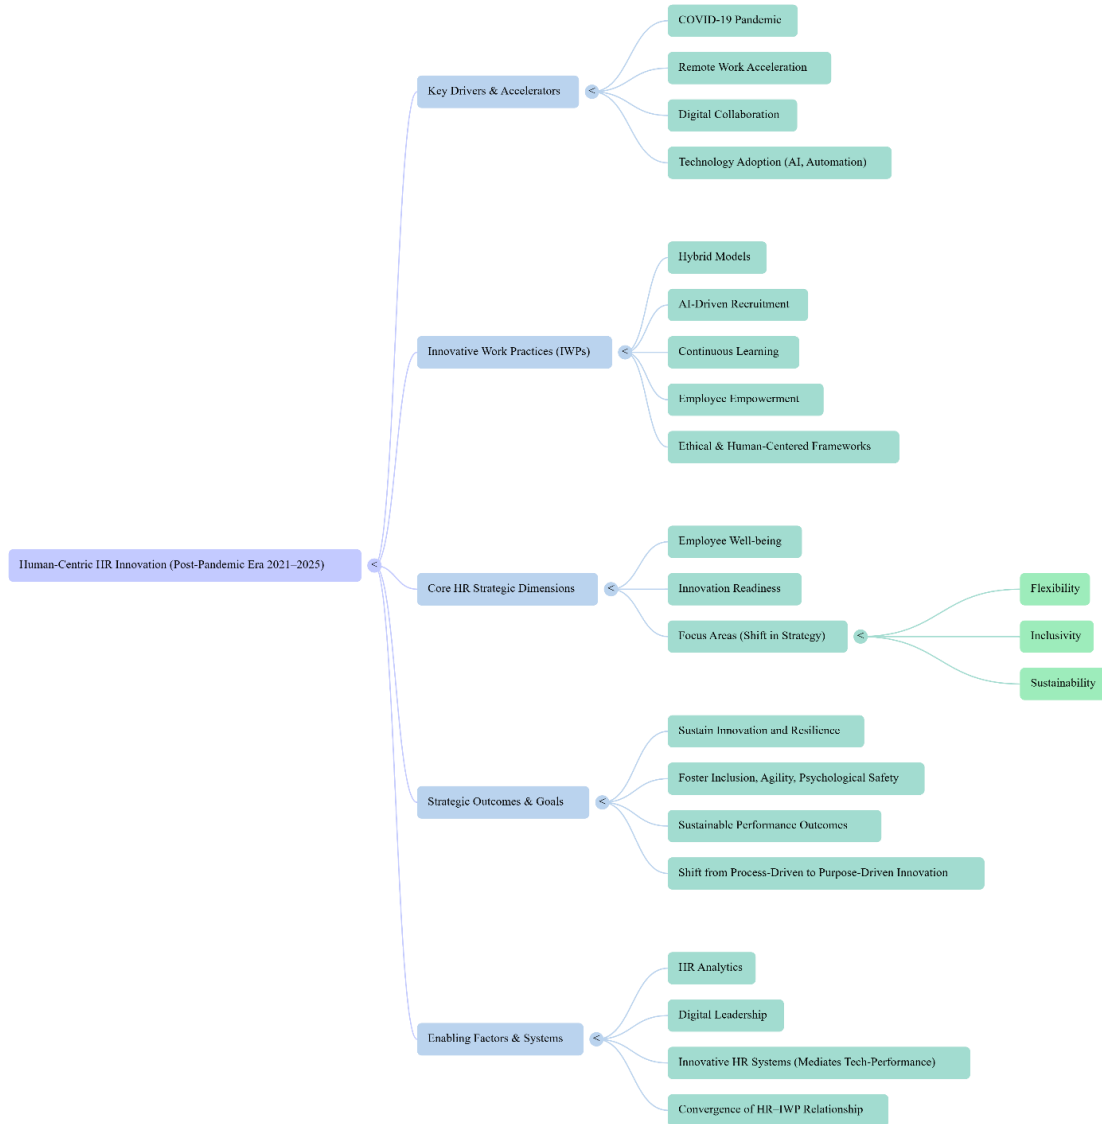 COVID-19 Pandemic
Remote Work Acceleration
Key Drivers & Accelerators
<
Digital Collaboration
Technology Adoption (AI, Automation)
Hybrid Models
AI-Driven Recruitment
Innovative Work Practices (IWPs)
<
Continuous Learning
Employee Empowerment
Ethical & Human-Centered Frameworks
Human-Centric HR Innovation (Post-Pandemic Era 2021–2025)
<
Employee Well-being
Core HR Strategic Dimensions
<
Innovation Readiness
Focus Areas (Shift in Strategy)
<
Flexibility
Inclusivity
Sustainability
Sustain Innovation and Resilience
Foster Inclusion, Agility, Psychological Safety
Strategic Outcomes & Goals
<
Sustainable Performance Outcomes
Shift from Process-Driven to Purpose-Driven Innovation
HR Analytics
Digital Leadership
Enabling Factors & Systems
<
Innovative HR Systems (Mediates Tech-Performance)
Convergence of HR–IWP Relationship